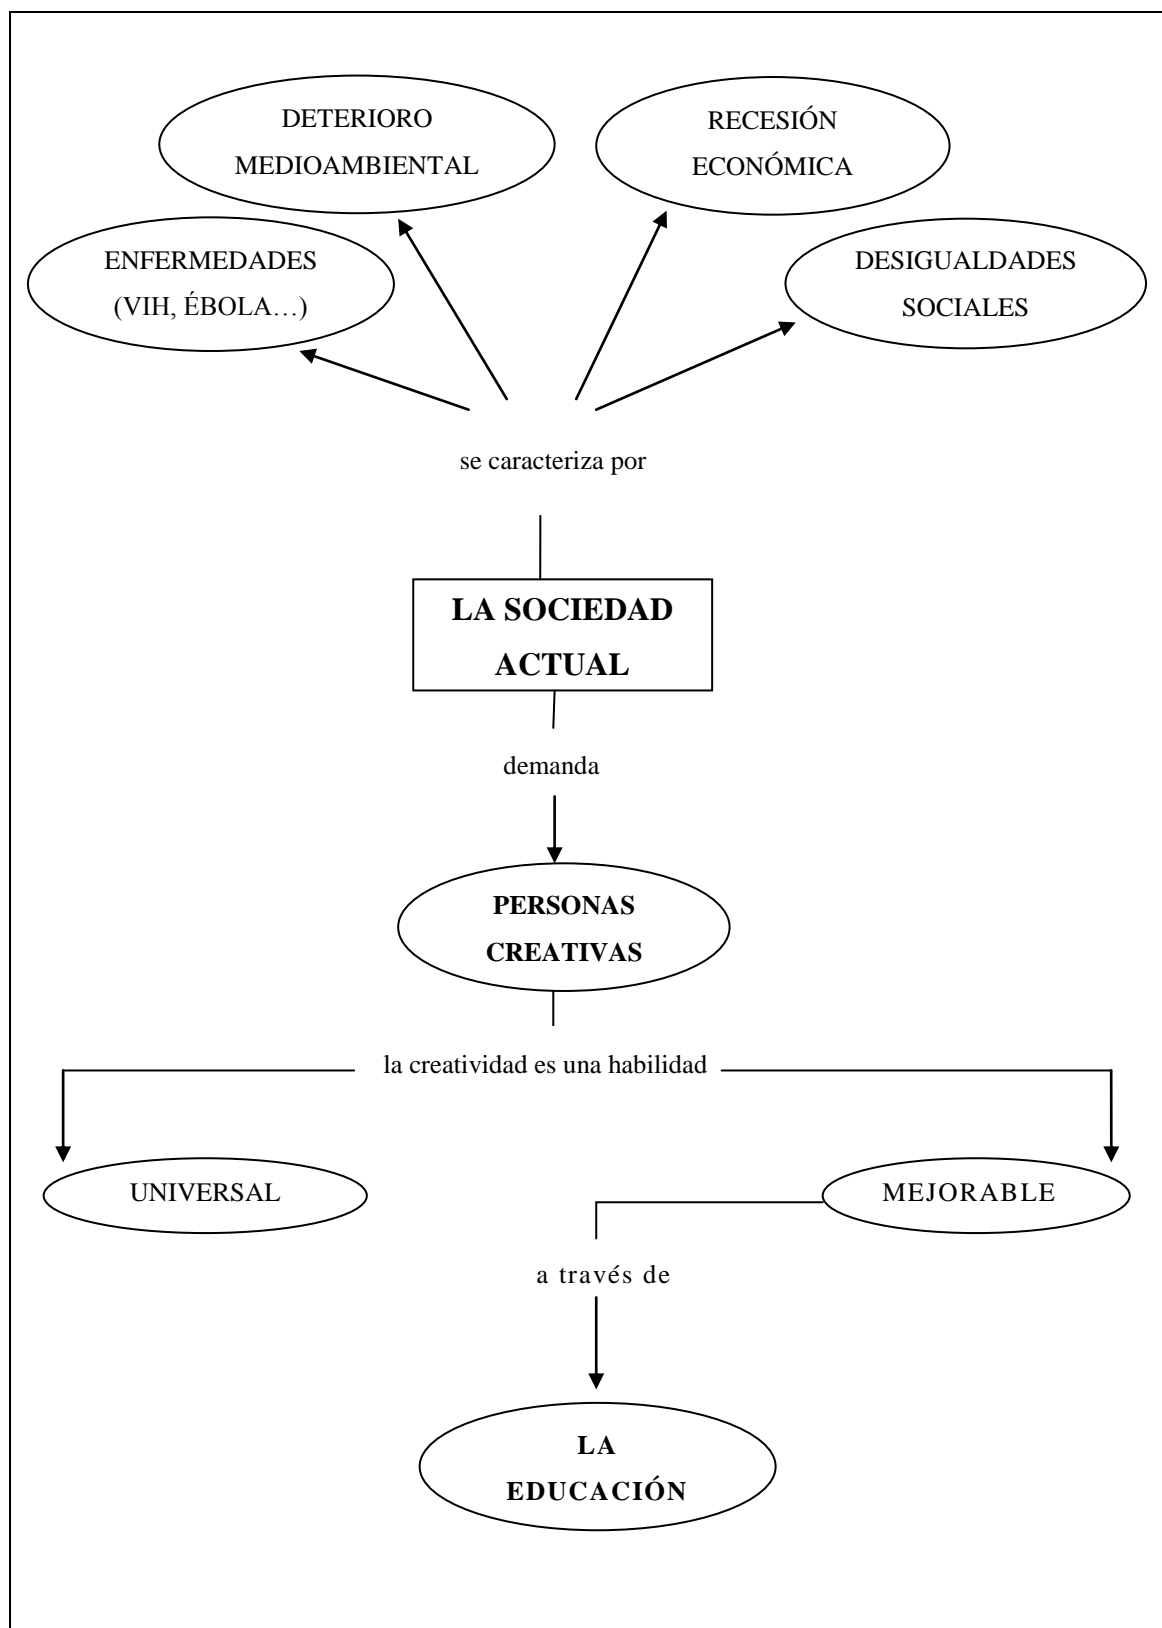 DETERIORO
MEDIOAMBIENTAL
RECESIÓN
ECONÓMICA
ENFERMEDADES
(VIH, ÉBOLA…)
DESIGUALDADES
SOCIALES
se caracteriza por
LA SOCIEDAD
ACTUAL
demanda
PERSONAS
CREATIVAS
la creatividad es una habilidad
UNIVERSAL
MEJORABLE
a través de
LA
EDUCACIÓN